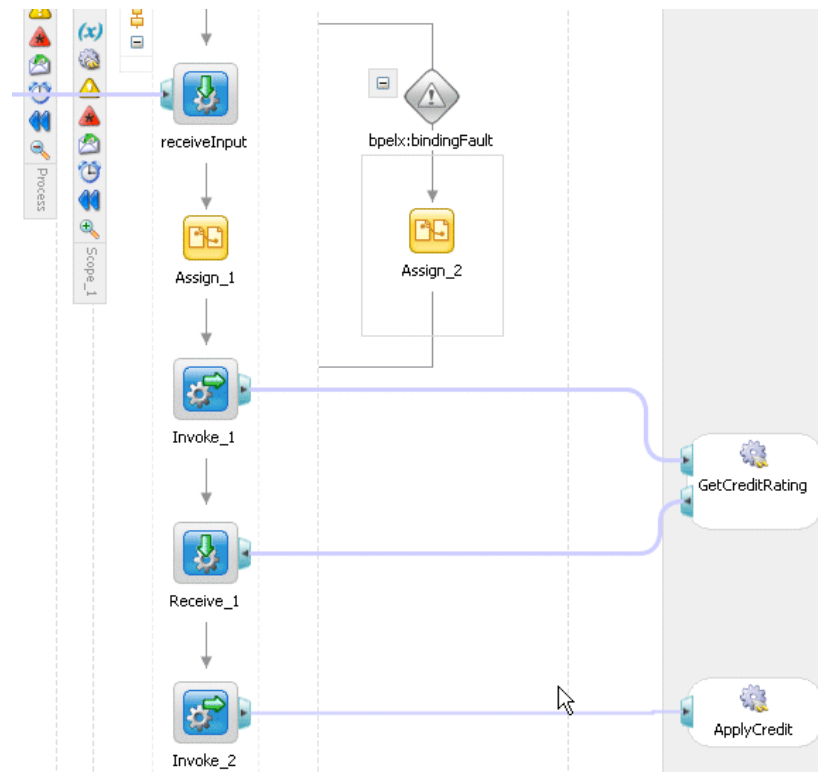 (x)
receiveInput
bpelx:bindingFault
Process
Scope_1
Assign_1
Assign_2
Invoke_1
GetCreditRating
Receive_1
ApplyCredit
Invoke_2